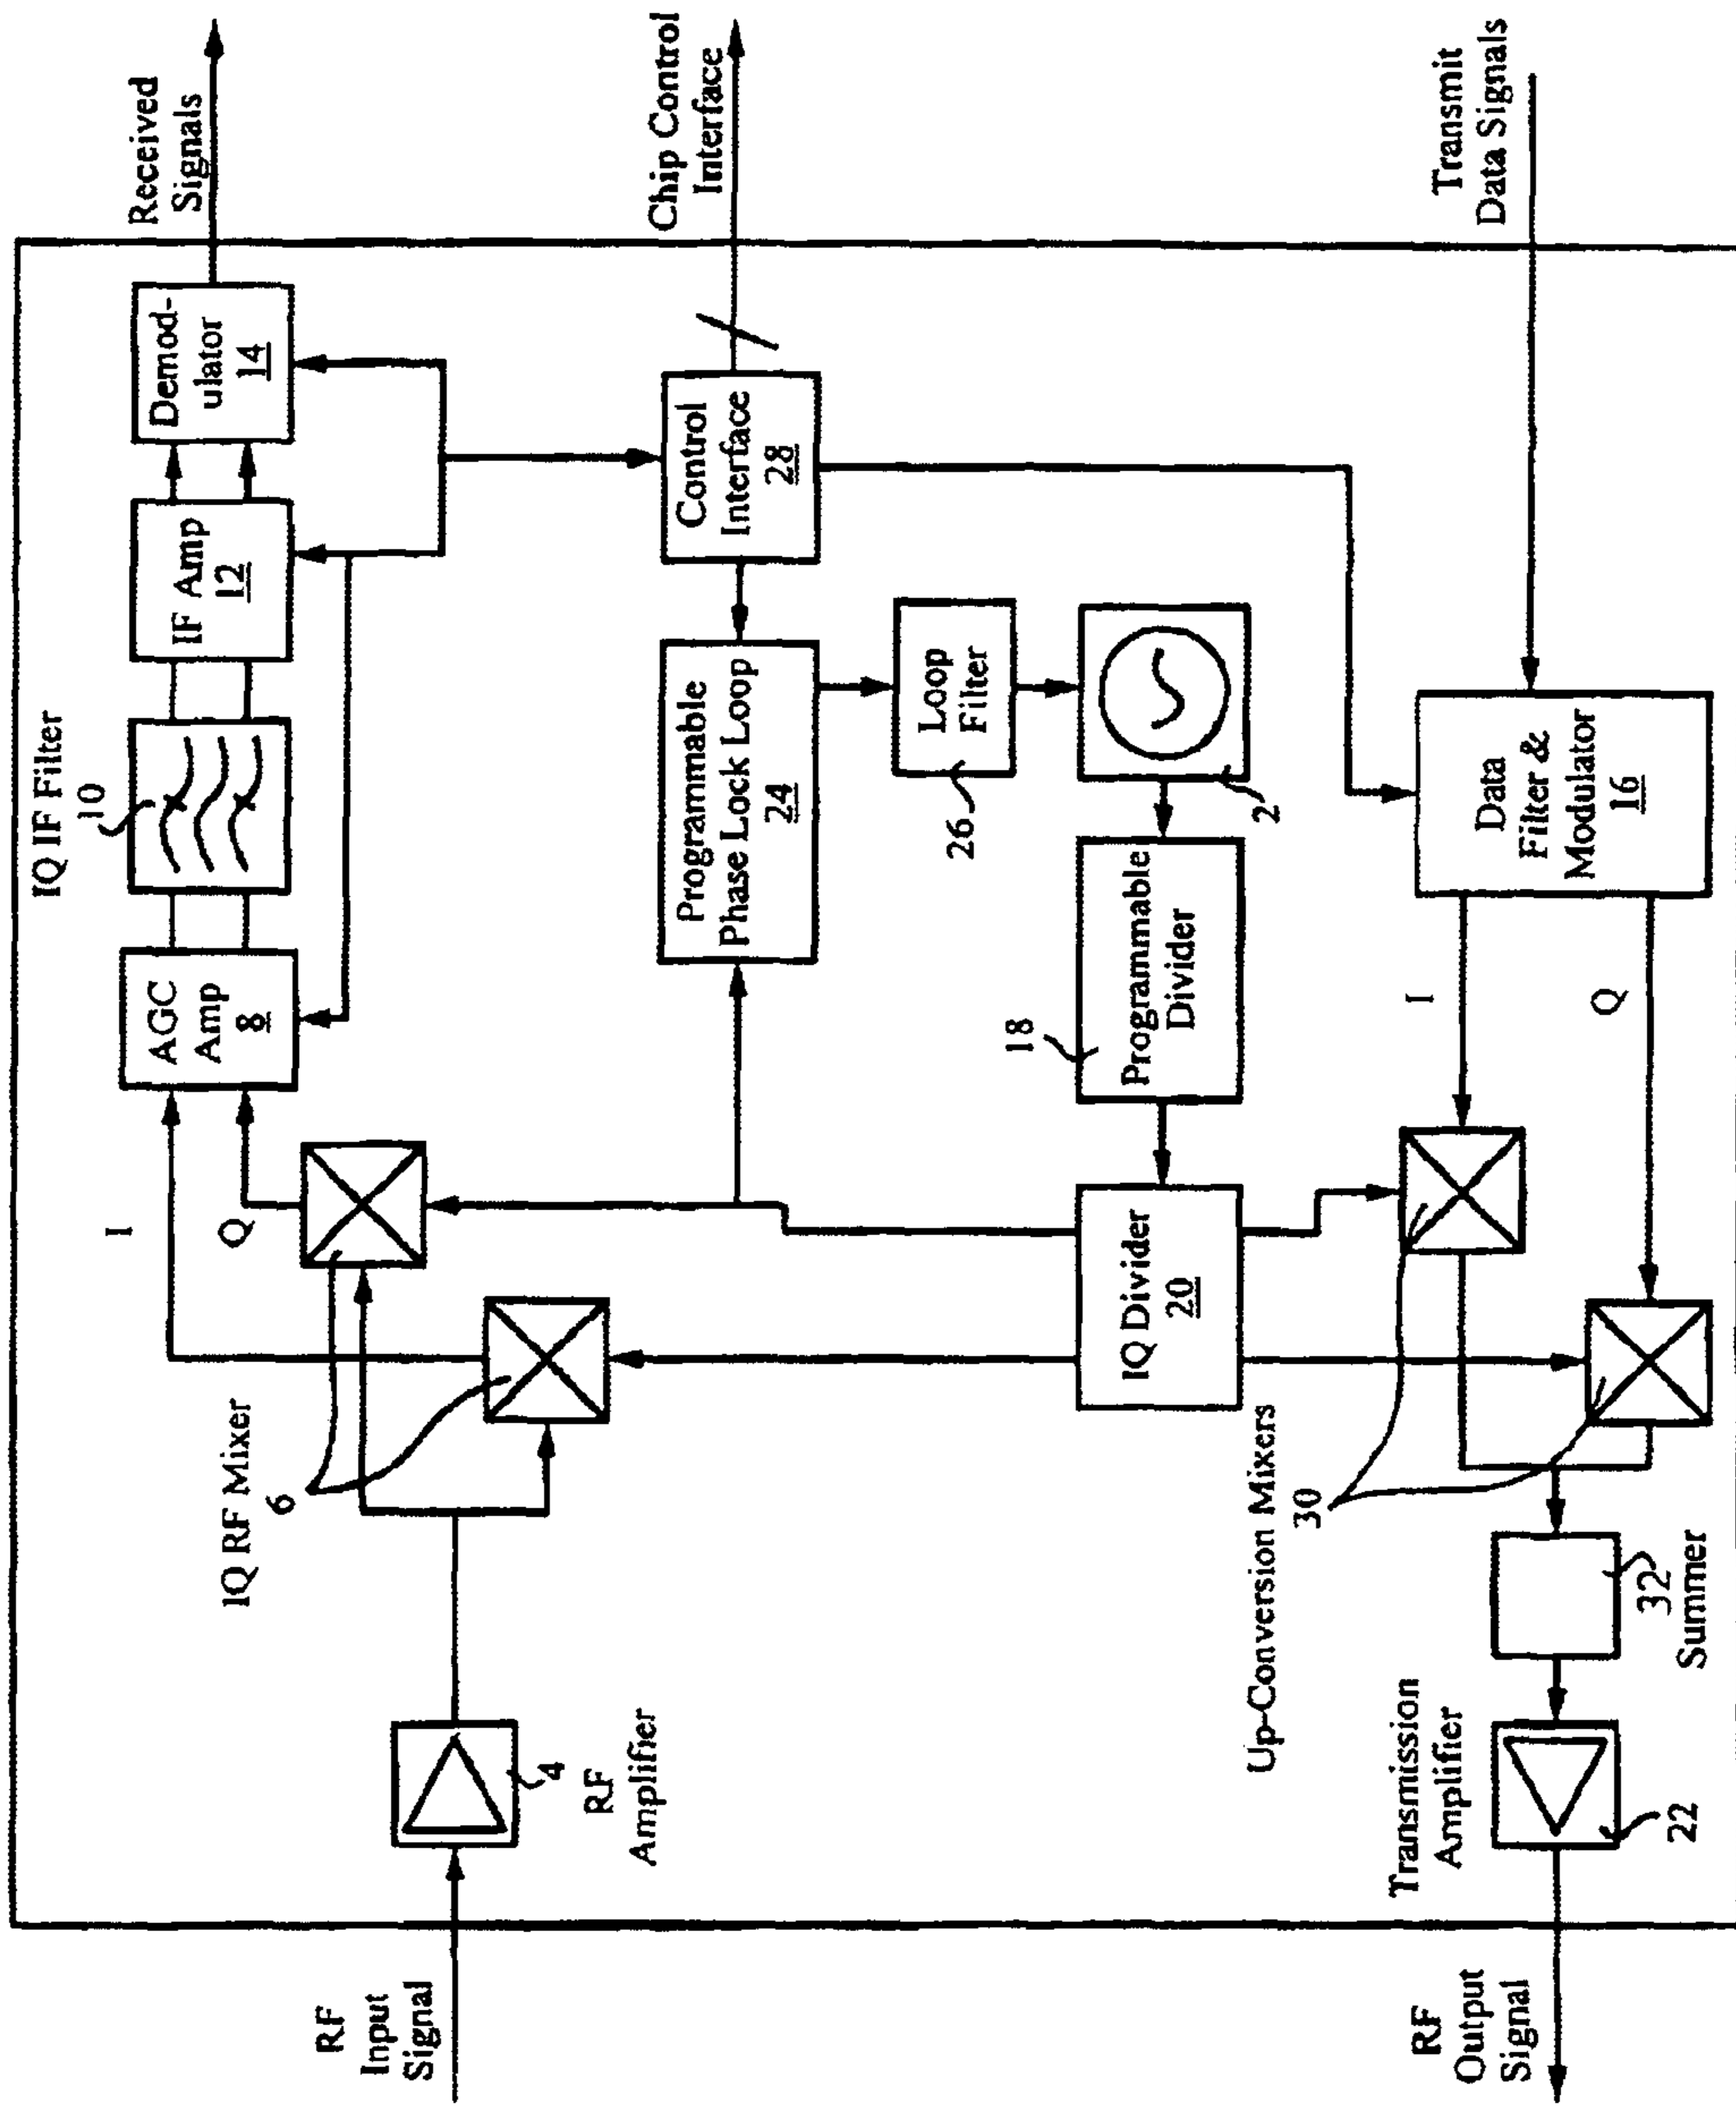 RF
Input
Signal
RF
Amplifier
4
IQ RF Mixer
6
I
Q
AGC
Amp
8
IQ IF Filter
10
IF Amp
12
Demod-
ulator
14
Received
Signals
Programmable
Phase Lock Loop
24
Control
Interface
28
Chip Control
Interface
Loop
Filter
26
2
Programmable
Divider
18
IQ Divider
20
Up-Conversion Mixers
30
I
Q
Data
Filter &
Modulator
16
Transmit
Data Signals
32
Summer
Transmission
Amplifier
22
RF
Output
Signal